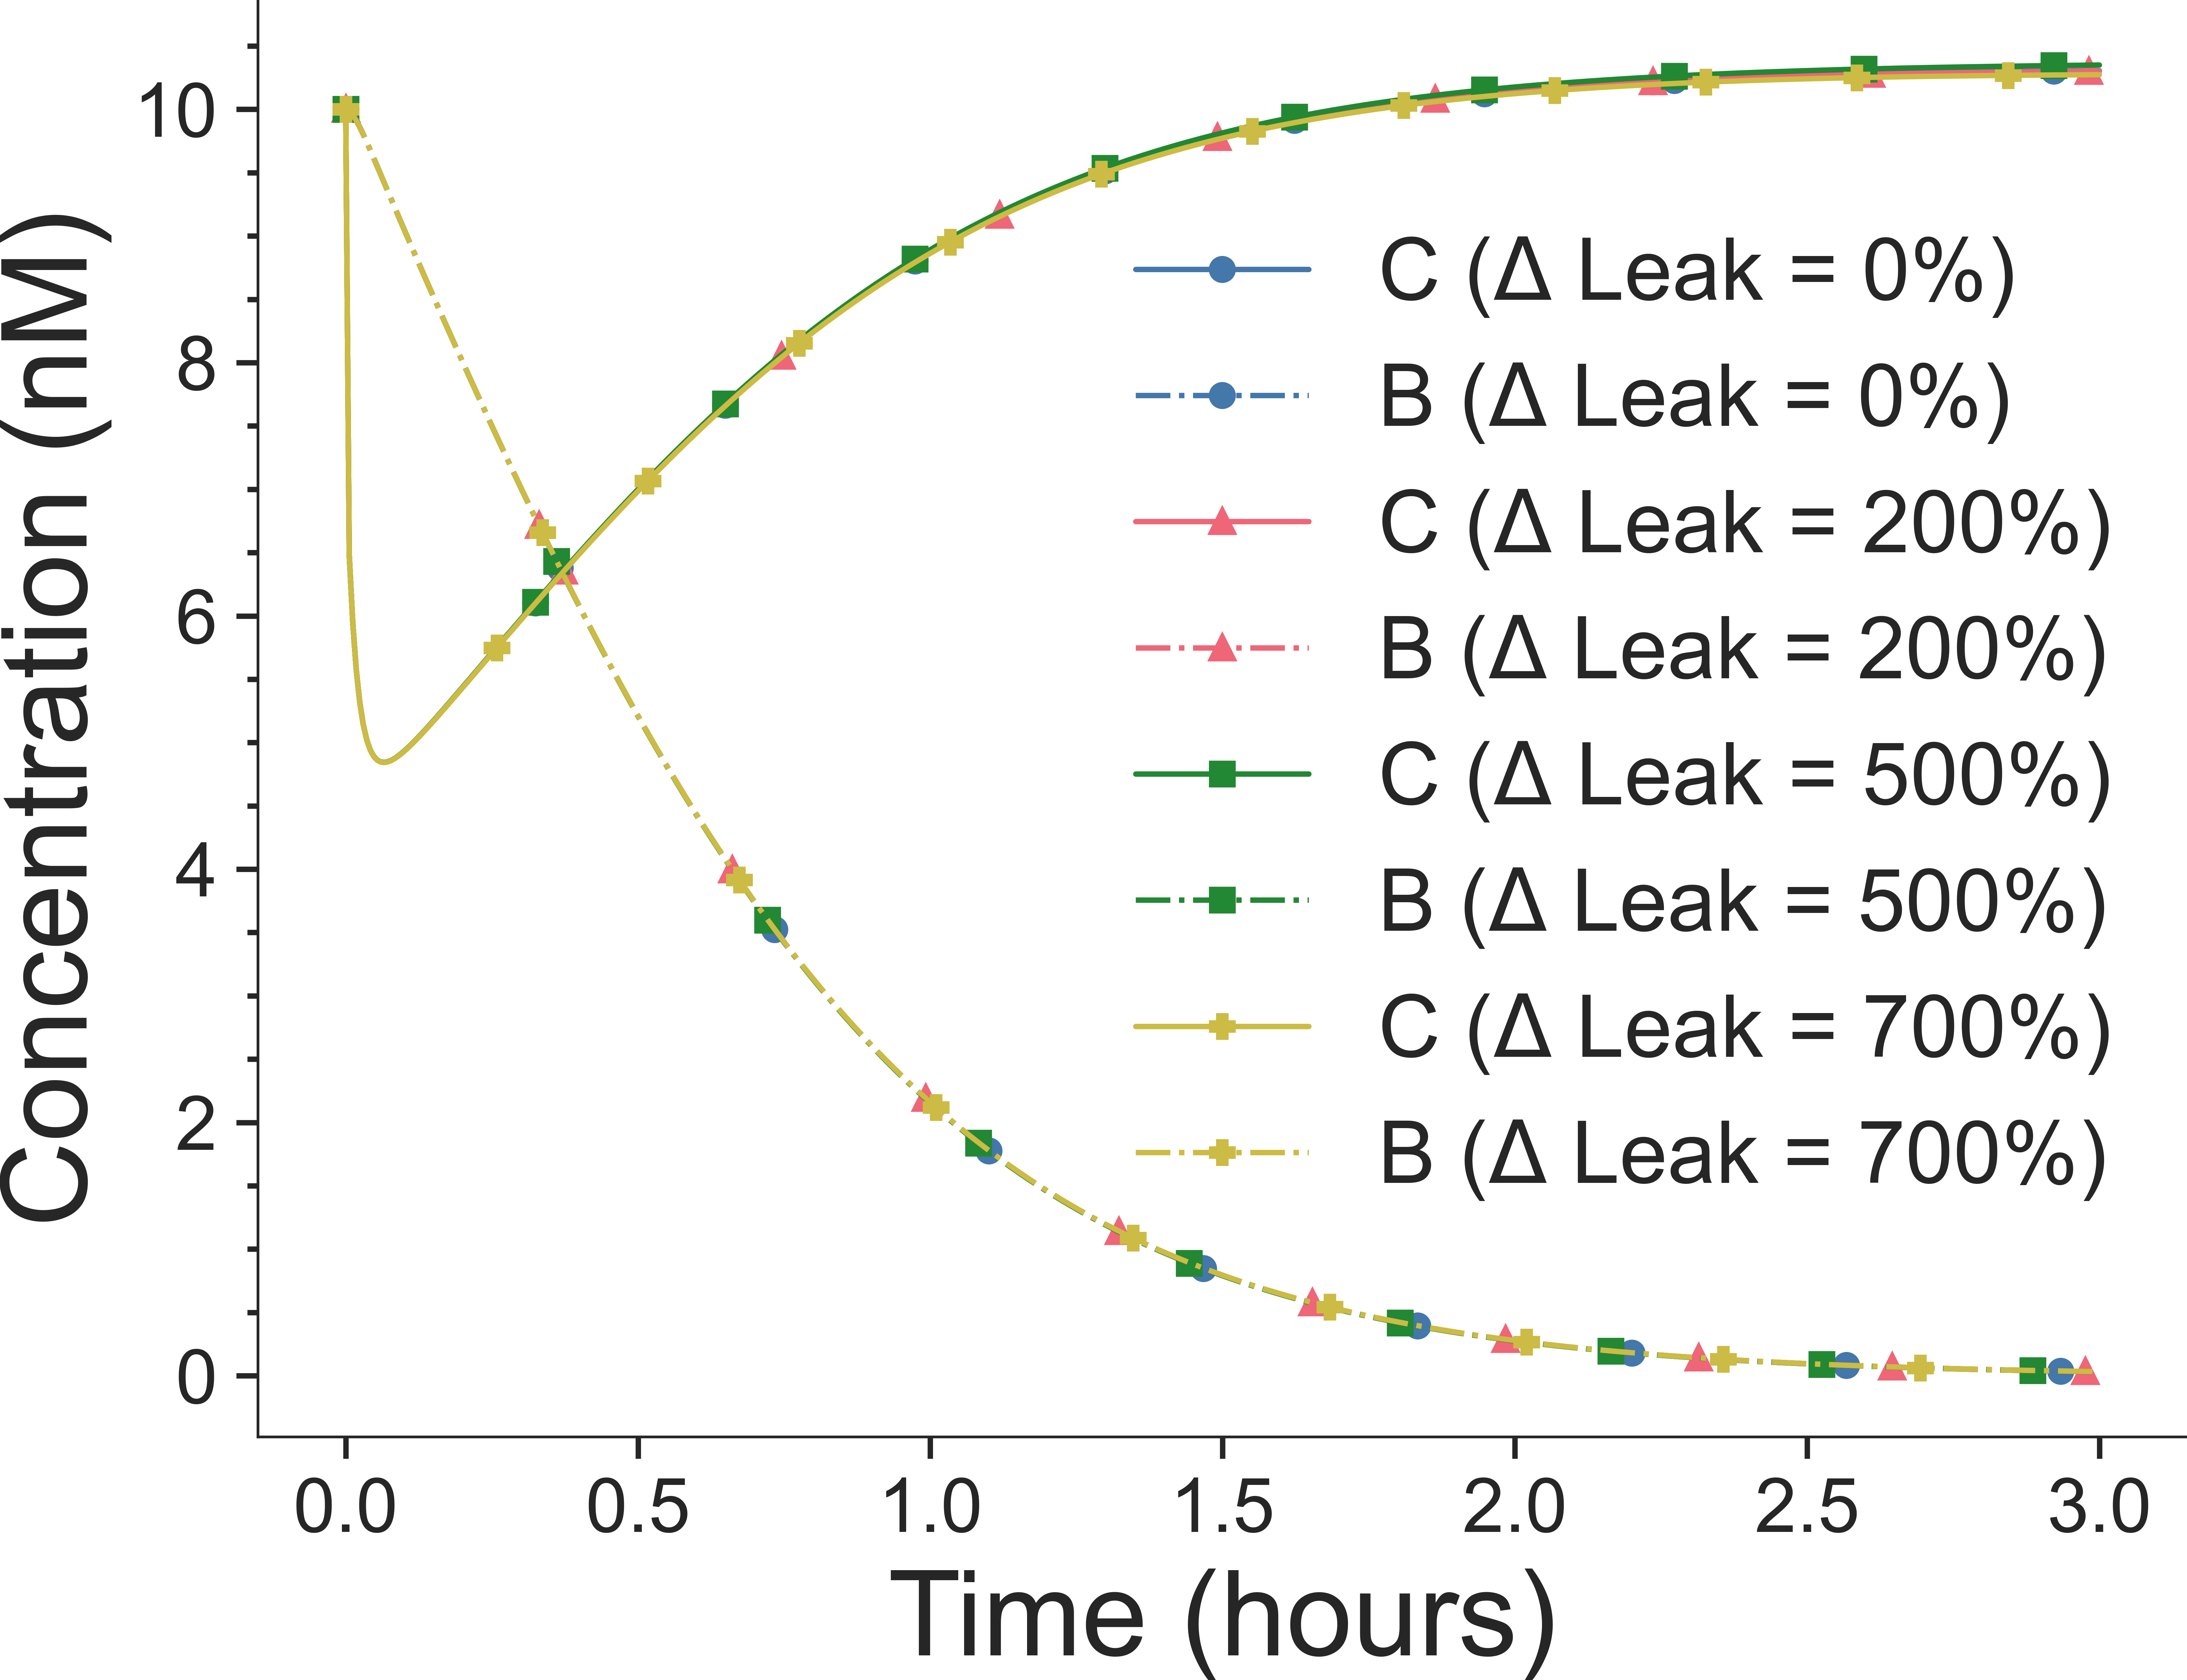 Concentration (nM)
10
8
6
4
2
0
C (Δ Leak = 0%)
B (Δ Leak = 0%)
C (Δ Leak = 200%)
B (Δ Leak = 200%)
C (Δ Leak = 500%)
B (Δ Leak = 500%)
C (Δ Leak = 700%)
B (Δ Leak = 700%)
0.0 0.5 1.0 1.5 2.0 2.5 3.0
Time (hours)